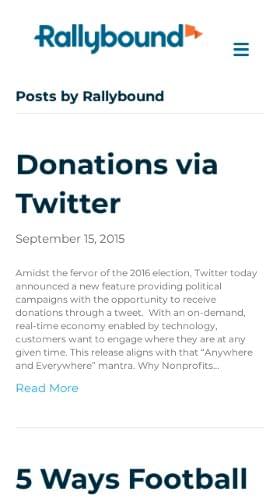 Rallybound
Posts by Rallybound
Donations via
Twitter
September 15, 2015
Amidst the fervor of the 2016 election, Twitter today
announced a new feature providing political
campaigns with the opportunity to receive
donations through a tweet.  With an on-demand,
real-time economy enabled by technology,
customers want to engage where they are at any
given time. This release aligns with that “Anywhere
and Everywhere” mantra. Why Nonprofits...
Read More
5 Ways Football